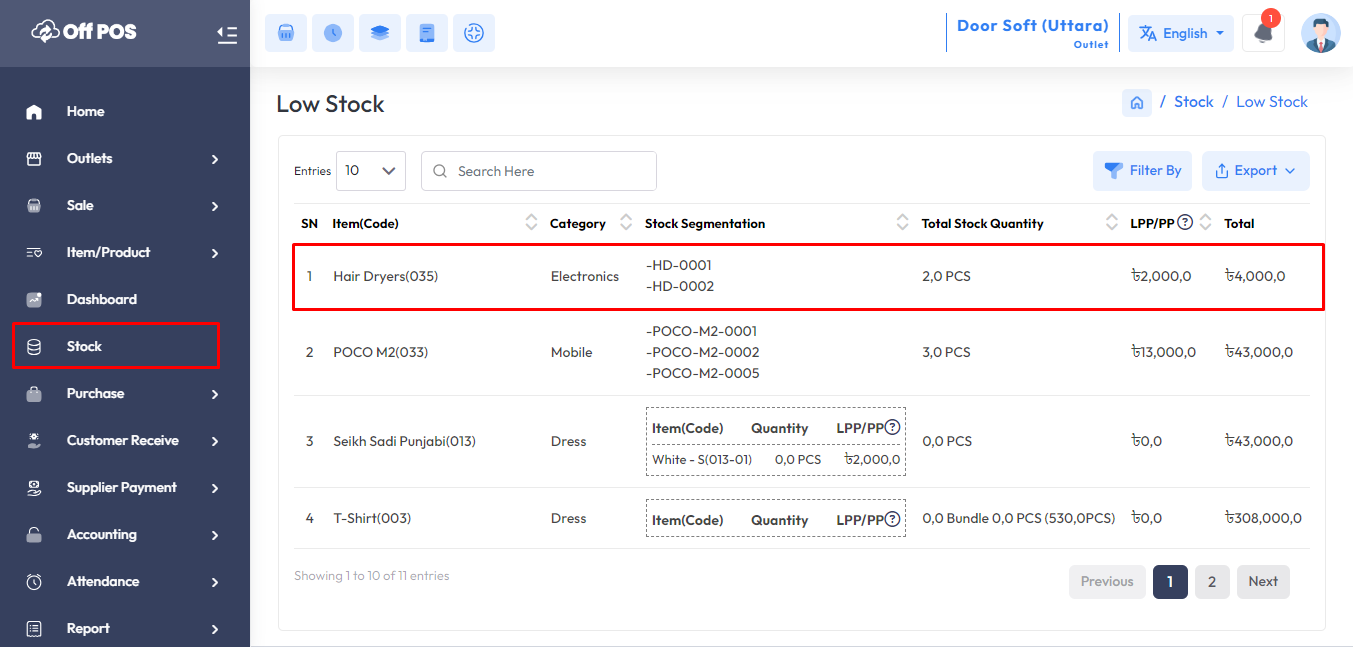 Off POS
Door Soft (Uttara)
Outlet
English
1
Home
Outlets
Sale
Item/Product
Dashboard
Stock
Purchase
Customer Receive
Supplier Payment
Accounting
Attendance
Report
Low Stock
/ Stock / Low Stock
Entries 10 Search Here Filter By Export
SN Item(Code) Category Stock Segmentation Total Stock Quantity LPP/PP ? Total
1 Hair Dryers(035) Electronics -HD-0001 2,0 PCS ৳2,000,0 ৳4,000,0
-HD-0002
2 POCO M2(033) Mobile -POCO-M2-0001 3,0 PCS ৳13,000,0 ৳43,000,0
-POCO-M2-0002
-POCO-M2-0005
3 Seikh Sadi Punjabi(013) Dress 0,0 PCS ৳0,0 ৳43,000,0
Item(Code) Quantity LPP/PP ?
White - S(013-01) 0,0 PCS ৳2,000,0
4 T-Shirt(003) Dress 0,0 Bundle 0,0 PCS (530,0PCS) ৳0,0 ৳308,000,0
Item(Code) Quantity LPP/PP ?
Showing 1 to 10 of 11 entries
Previous 1 2 Next